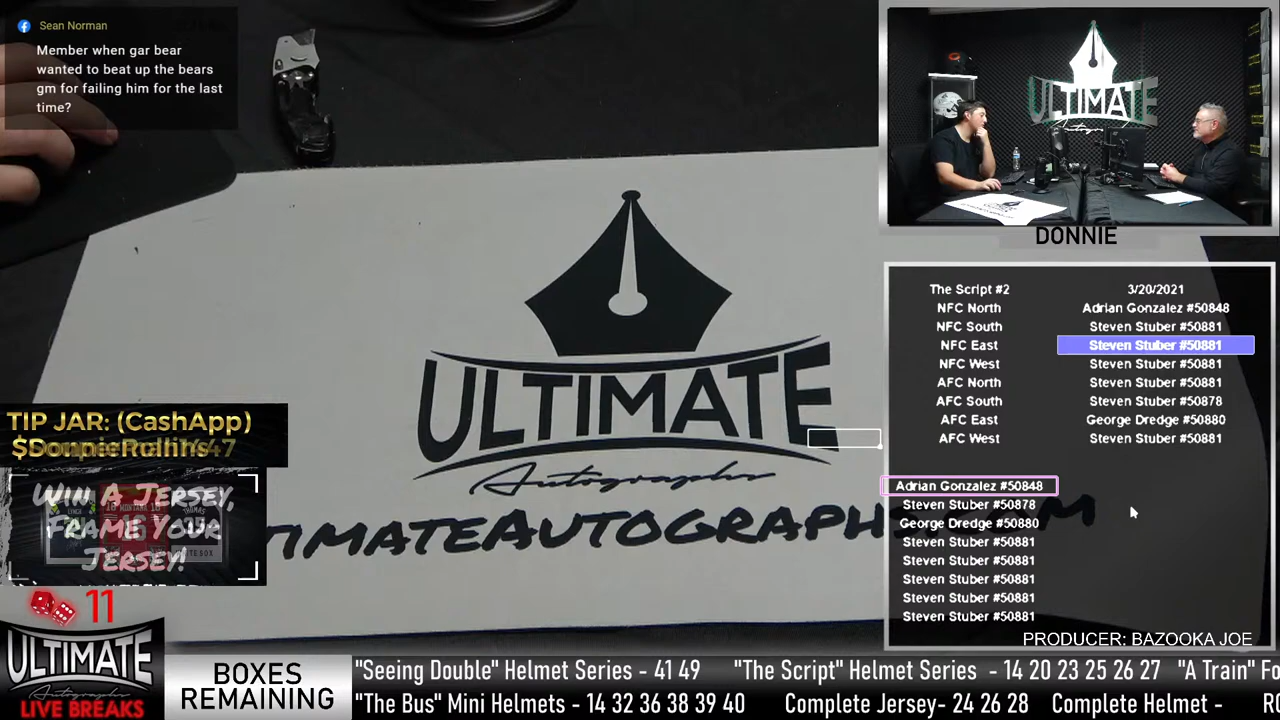 Sean Norman
Member when gar bear
wanted to beat up the bears
gm for failing him for the last
time?
ULTIMATE
Autographs
DONNIE
The Script #2 3/20/2021
NFC North Adrian Gonzalez #50848
NFC South Steven Stuber #50881
NFC East Steven Stuber #50881
NFC West Steven Stuber #50881
AFC North Steven Stuber #50881
AFC South Steven Stuber #50878
AFC East George Dredge #50880
AFC West Steven Stuber #50881
Adrian Gonzalez #50848
Steven Stuber #50878
George Dredge #50880
Steven Stuber #50881
Steven Stuber #50881
Steven Stuber #50881
Steven Stuber #50881
Steven Stuber #50881
PRODUCER: BAZOOKA JOE
ULTIMATE
Autographs
TIMATEAUTOGRAPHS
TIP JAR: (CashApp)
WIN A JERSEY,
FRAME YOUR
JERSEY!
11
ULTIMATE
Autographs
LIVE BREAKS
BOXES
REMAINING
"Seeing Double" Helmet Series - 41 49 "The Script" Helmet Series - 14 20 23 25 26 27 "A Train" Fo
"The Bus" Mini Helmets - 14 32 36 38 39 40 Complete Jersey- 24 26 28 Complete Helmet - RU